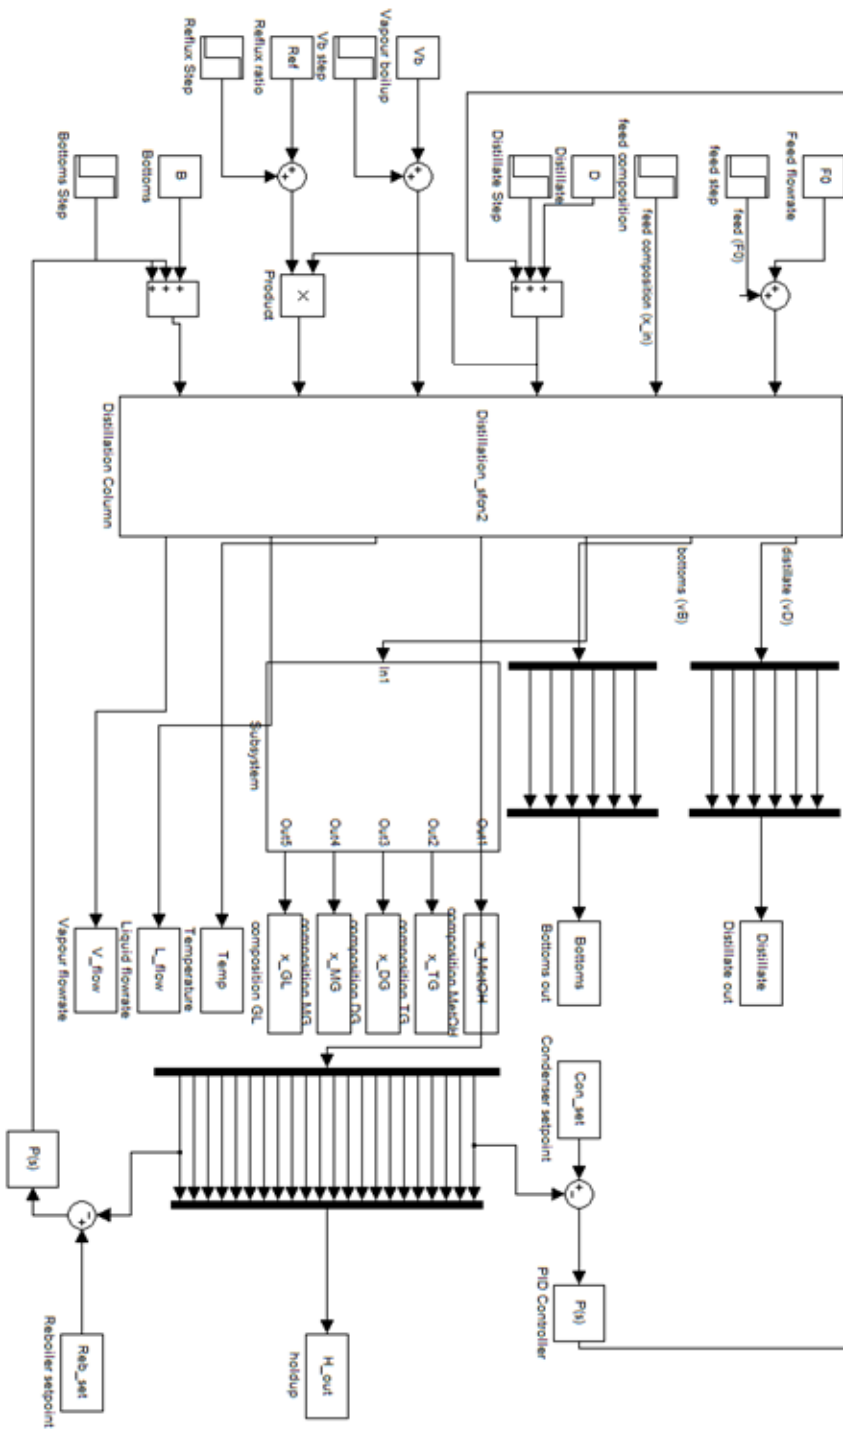 F0
Feed flowrate
feed step
feed (F0)
+
+
feed composition
feed composition (x_in)
D
Distillate
Distillate Step
+
+
+
Vb
Vapour boilup
Vb step
+
+
Ref
Reflux ratio
Reflux Step
+
+
X
Product
B
Bottoms
Bottoms Step
+
+
+
Distillation_sfcn2
Distillation Column
distillate (vD)
bottoms (vB)
Distillate
Distillate out
Bottoms
Bottoms out
In1
Out1
Out2
Out3
Out4
Out5
Subsystem
x_MetOH
composition MetOH
x_TG
composition TG
x_DG
composition DG
x_MG
composition MG
x_GL
composition GL
Temp
Temperature
L_flow
Liquid flowrate
V_flow
Vapour flowrate
Con_set
Condenser setpoint
+
-
P(s)
PID Controller
H_out
holdup
P(s)
-
+
Reb_set
Reboiler setpoint